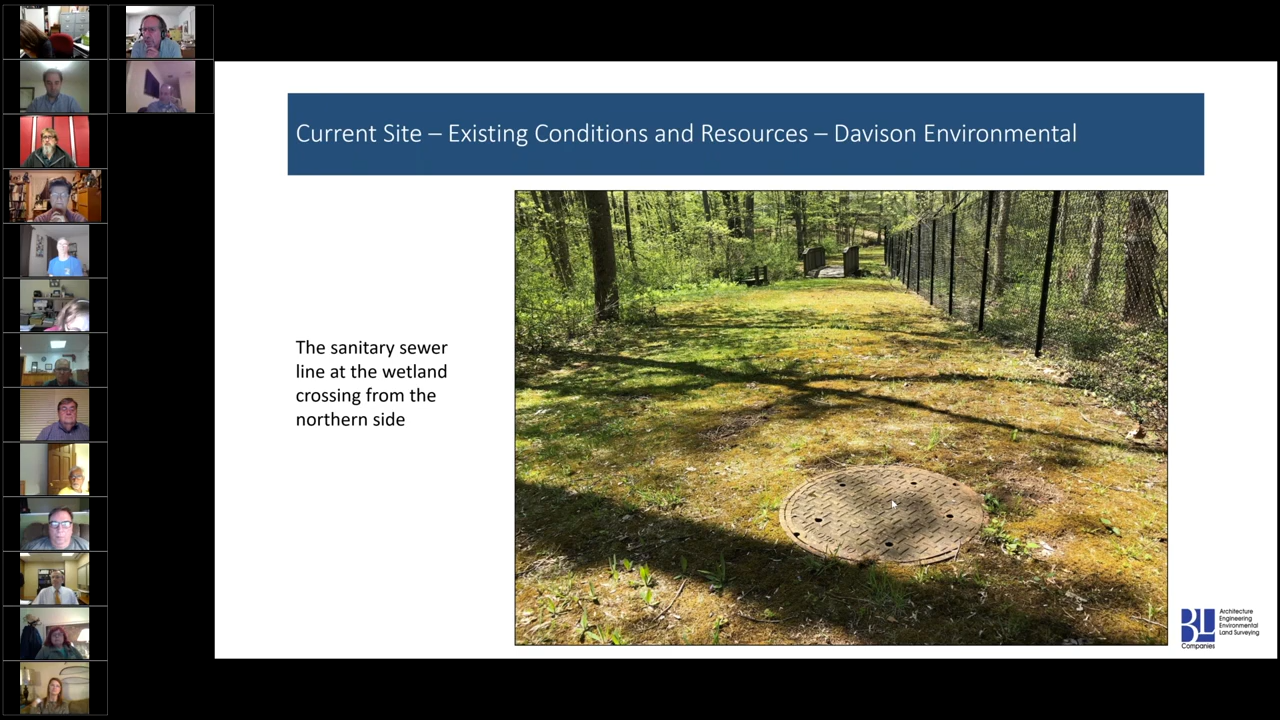 Current Site – Existing Conditions and Resources – Davison Environmental
The sanitary sewer
line at the wetland
crossing from the
northern side
BL
Companies
Architecture
Engineering
Environmental
Land Surveying